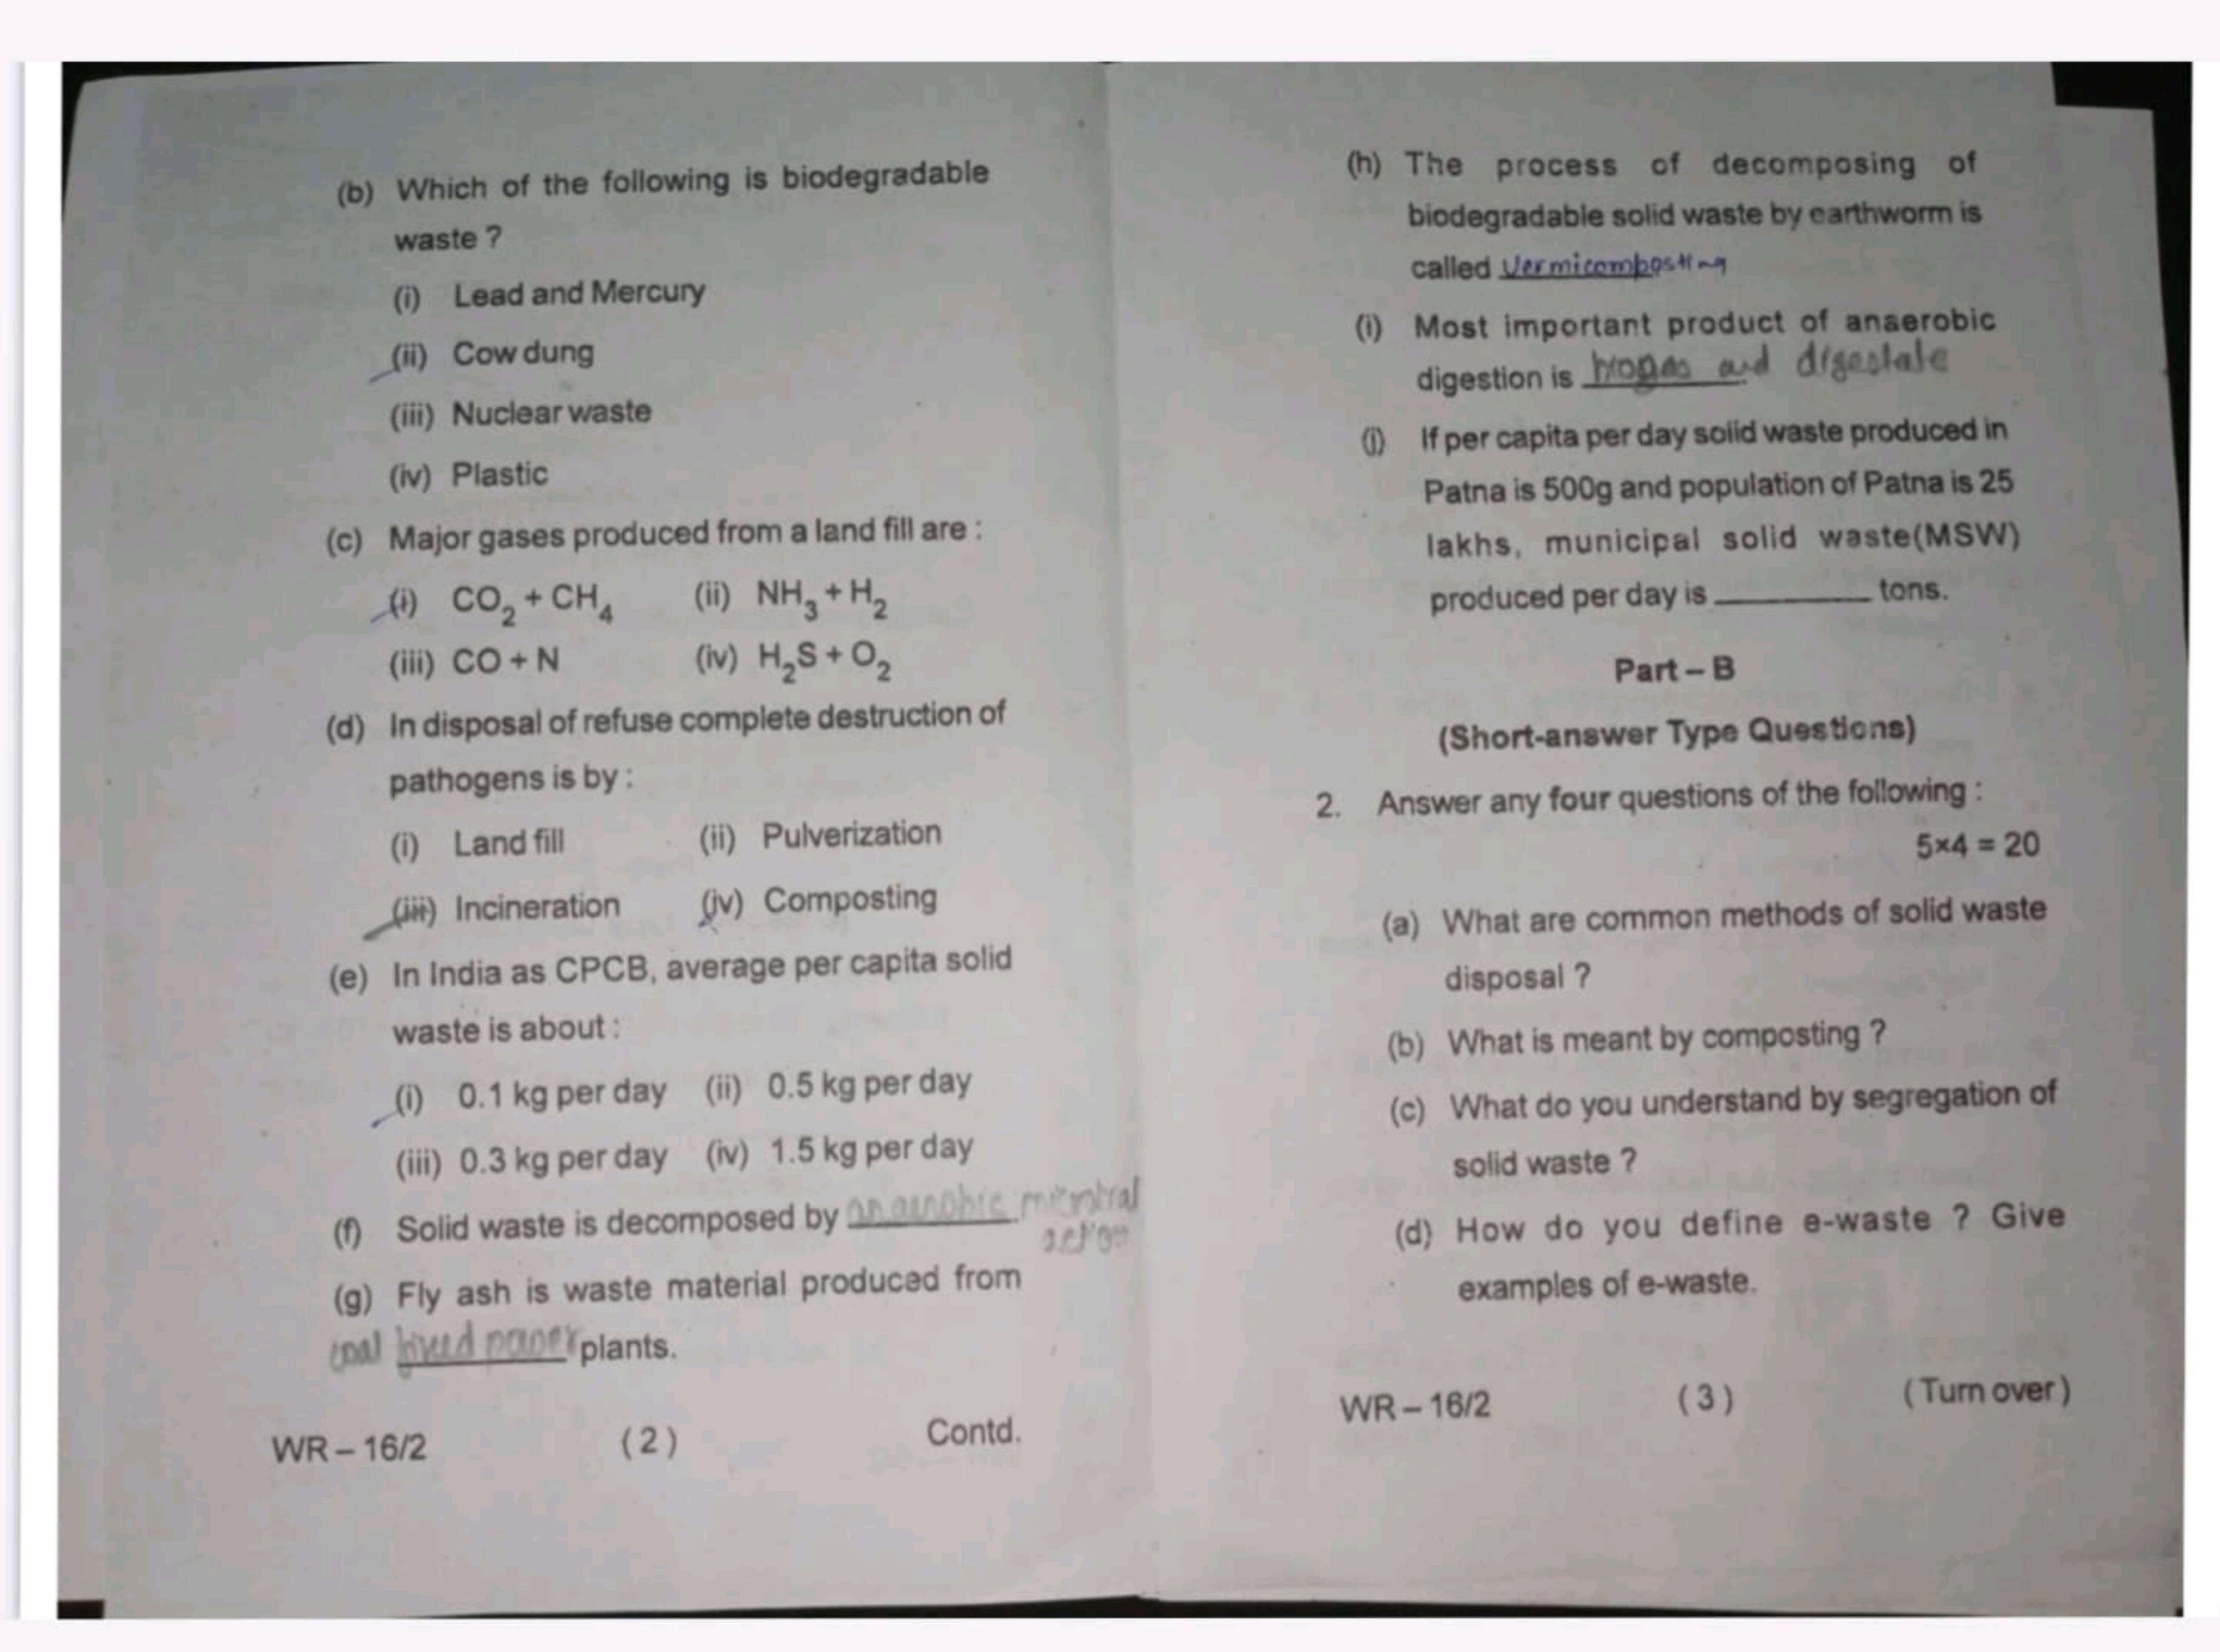 (b) Which of the following is biodegradable
waste ?
(i) Lead and Mercury
(ii) Cow dung
(iii) Nuclear waste
(iv) Plastic
(c) Major gases produced from a land fill are :
(i) CO₂ + CH₄ (ii) NH₃ + H₂
(iii) CO + N (iv) H₂S + O₂
(d) In disposal of refuse complete destruction of
pathogens is by :
(i) Land fill (ii) Pulverization
(iii) Incineration (iv) Composting
(e) In India as CPCB, average per capita solid
waste is about :
(i) 0.1 kg per day (ii) 0.5 kg per day
(iii) 0.3 kg per day (iv) 1.5 kg per day
(f) Solid waste is decomposed by anaerobic microbial
action
(g) Fly ash is waste material produced from
coal fired power plants.
WR – 16/2 (2) Contd.
(h) The process of decomposing of
biodegradable solid waste by earthworm is
called Vermicomposting
(i) Most important product of anaerobic
digestion is biogas and digestate
(j) If per capita per day solid waste produced in
Patna is 500g and population of Patna is 25
lakhs, municipal solid waste(MSW)
produced per day is ________ tons.
Part – B
(Short-answer Type Questions)
2. Answer any four questions of the following :
5×4 = 20
(a) What are common methods of solid waste
disposal ?
(b) What is meant by composting ?
(c) What do you understand by segregation of
solid waste ?
(d) How do you define e-waste ? Give
examples of e-waste.
WR – 16/2 (3) (Turn over)